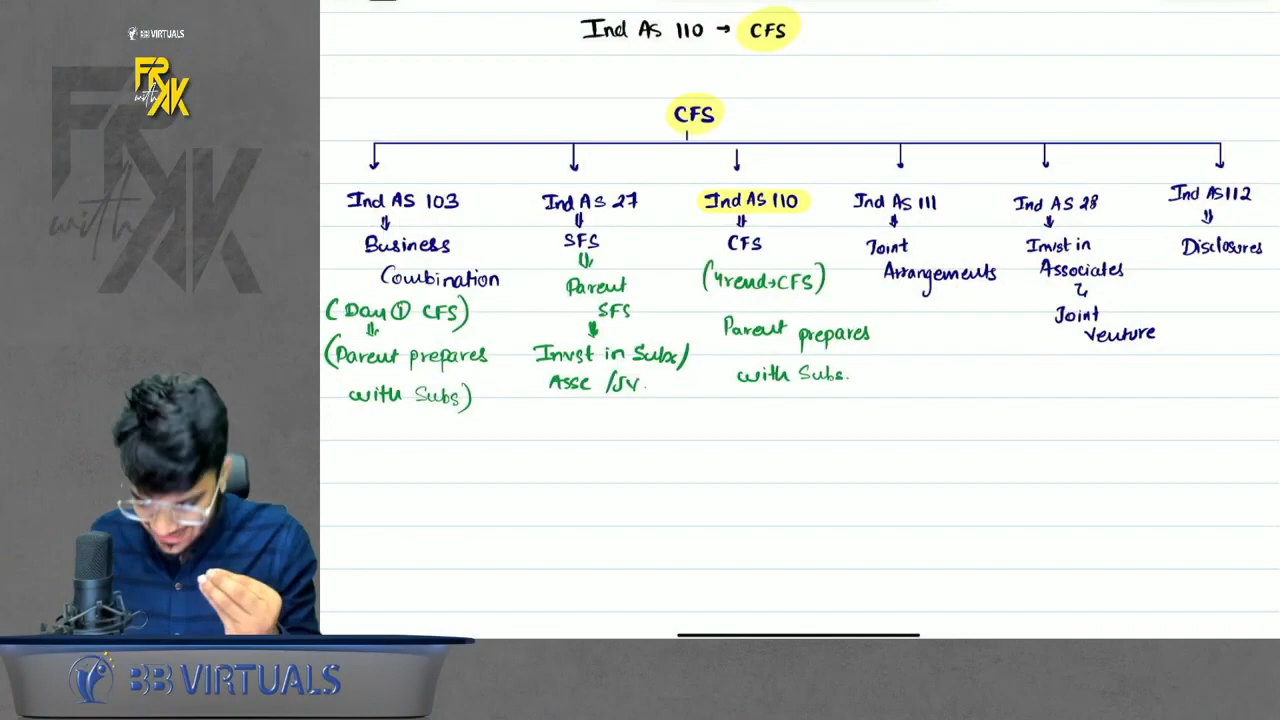 BB VIRTUALS
FR
with
AK
Ind As 110 → CFS
CFS
Ind AS 103
Business
Combination
(Day ① CFS)
(Parent prepares
with Subs)
Ind AS 27
SFS
Parent
SFS
Invst in Subs/
Assc /JV.
Ind AS 110
CFS
(Yrend→CFS)
Parent prepares
with Subs.
Ind AS 111
Joint
Arrangements
Ind AS 28
Invst in
Associates
&
Joint
Venture
Ind AS 112
Disclosures
BB VIRTUALS